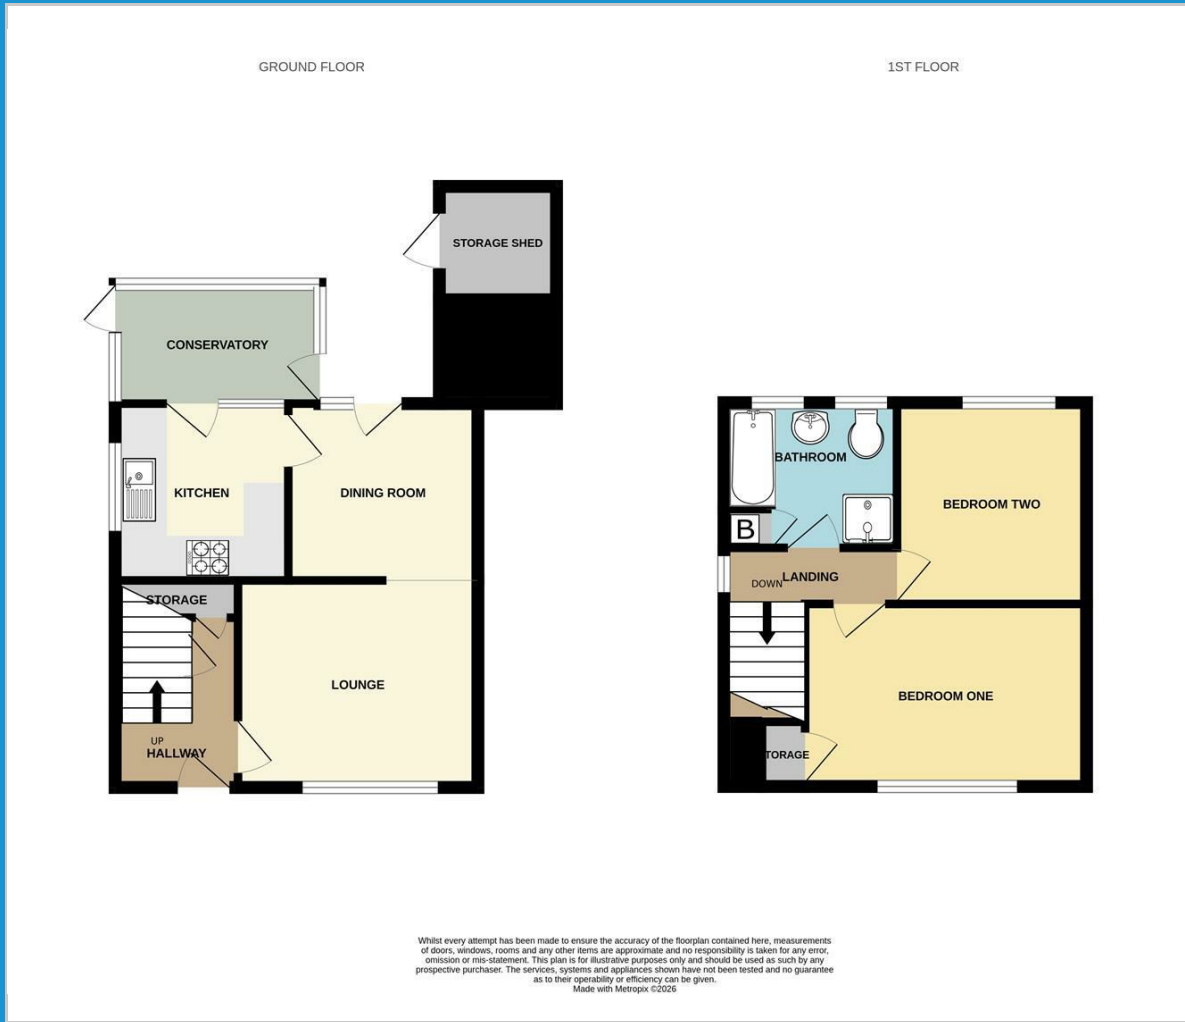 GROUND FLOOR
1ST FLOOR
STORAGE SHED
CONSERVATORY
KITCHEN
DINING ROOM
STORAGE
LOUNGE
UP
HALLWAY
BATHROOM
B
BEDROOM TWO
LANDING
DOWN
BEDROOM ONE
TORAGE
Whilst every attempt has been made to ensure the accuracy of the floorplan contained here, measurements
of doors, windows, rooms and any other items are approximate and no responsibility is taken for any error,
omission or mis-statement. This plan is for illustrative purposes only and should be used as such by any
prospective purchaser. The services, systems and appliances shown have not been tested and no guarantee
as to their operability or efficiency can be given.
Made with Metropix ©2026